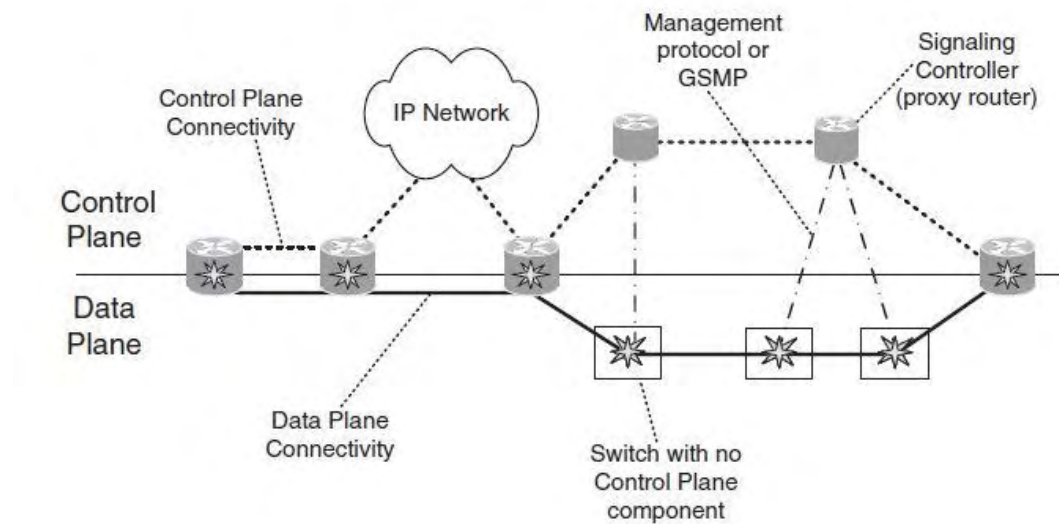 Management
protocol or
GSMP
Signaling
Controller
(proxy router)
Control Plane
Connectivity
IP Network
Control
Plane
Data
Plane
Data Plane
Connectivity
Switch with no
Control Plane
component